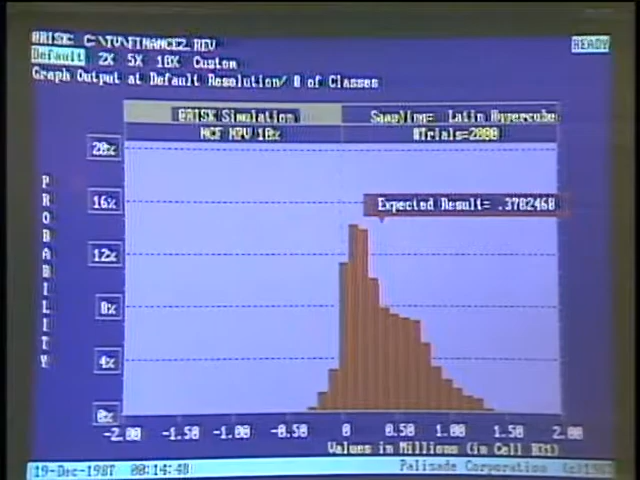 @RISK: C:\TV\FINANCE2.REV READY
Default 2X 5X 10X Custom
Graph Output at Default Resolution/ # of Classes
@RISK Simulation Sampling= Latin Hypercube
NCF NPV 10% #Trials=2000
20%
16%
12%
8%
4%
0%
PROBABILITY
Expected Result= .3782468
-2.00 -1.50 -1.00 -0.50 0 0.50 1.00 1.50 2.00
Values in Millions (in Cell B31)
19-Dec-1987 00:14:48 Palisade Corporation (c)1987